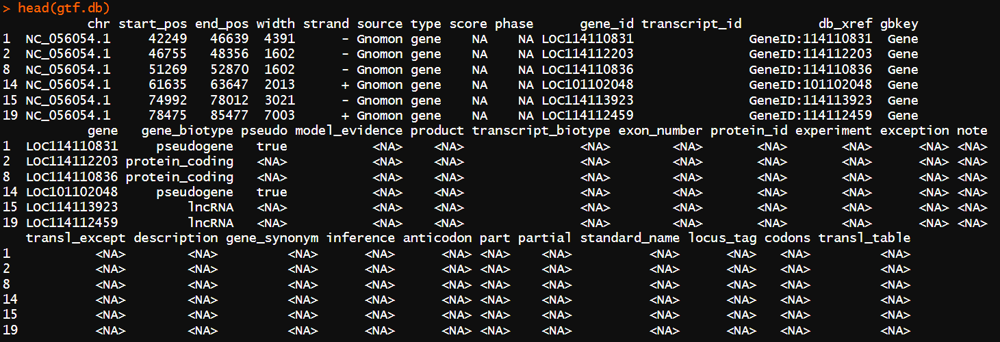 > head(gtf.db)
chr start_pos end_pos width strand source type score phase gene_id transcript_id db_xref gbkey
1 NC_056054.1 42249 46639 4391 - Gnomon gene NA NA LOC114110831 GeneID:114110831 Gene
2 NC_056054.1 46755 48356 1602 - Gnomon gene NA NA LOC114112203 GeneID:114112203 Gene
8 NC_056054.1 51269 52870 1602 - Gnomon gene NA NA LOC114110836 GeneID:114110836 Gene
14 NC_056054.1 61635 63647 2013 + Gnomon gene NA NA LOC101102048 GeneID:101102048 Gene
15 NC_056054.1 74992 78012 3021 - Gnomon gene NA NA LOC114113923 GeneID:114113923 Gene
19 NC_056054.1 78475 85477 7003 + Gnomon gene NA NA LOC114112459 GeneID:114112459 Gene
gene gene_biotype pseudo model_evidence product transcript_biotype exon_number protein_id experiment exception note
1 LOC114110831 pseudogene true <NA> <NA> <NA> <NA> <NA> <NA> <NA> <NA>
2 LOC114112203 protein_coding <NA> <NA> <NA> <NA> <NA> <NA> <NA> <NA> <NA>
8 LOC114110836 protein_coding <NA> <NA> <NA> <NA> <NA> <NA> <NA> <NA> <NA>
14 LOC101102048 pseudogene true <NA> <NA> <NA> <NA> <NA> <NA> <NA> <NA>
15 LOC114113923 lncRNA <NA> <NA> <NA> <NA> <NA> <NA> <NA> <NA> <NA>
19 LOC114112459 lncRNA <NA> <NA> <NA> <NA> <NA> <NA> <NA> <NA> <NA>
transl_except description gene_synonym inference anticodon part partial standard_name locus_tag codons transl_table
1 <NA> <NA> <NA> <NA> <NA> <NA> <NA> <NA> <NA> <NA> <NA>
2 <NA> <NA> <NA> <NA> <NA> <NA> <NA> <NA> <NA> <NA> <NA>
8 <NA> <NA> <NA> <NA> <NA> <NA> <NA> <NA> <NA> <NA> <NA>
14 <NA> <NA> <NA> <NA> <NA> <NA> <NA> <NA> <NA> <NA> <NA>
15 <NA> <NA> <NA> <NA> <NA> <NA> <NA> <NA> <NA> <NA> <NA>
19 <NA> <NA> <NA> <NA> <NA> <NA> <NA> <NA> <NA> <NA> <NA>